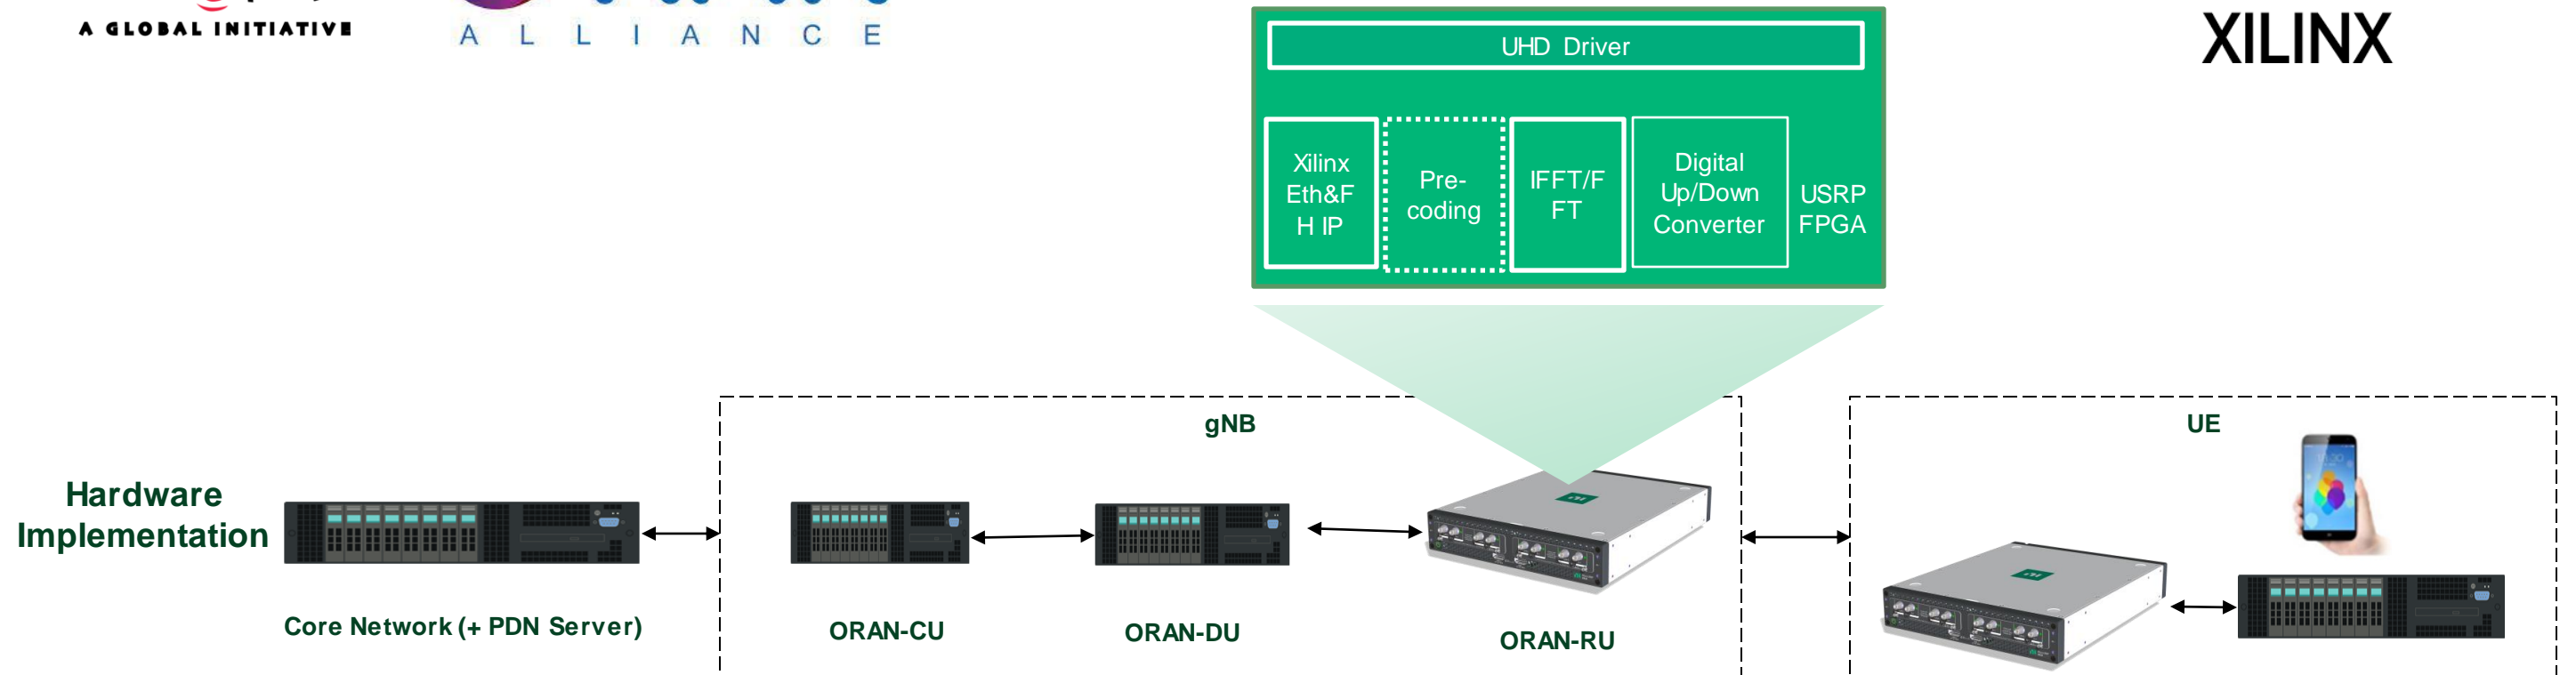 A GLOBAL INITIATIVE
ALLIANCE
XILINX
UHD Driver
Xilinx
Eth&F
H IP
Pre-
coding
IFFT/F
FT
Digital
Up/Down
Converter
USRP
FPGA
gNB
UE
Hardware
Implementation
Core Network (+ PDN Server)
ORAN-CU
ORAN-DU
ORAN-RU